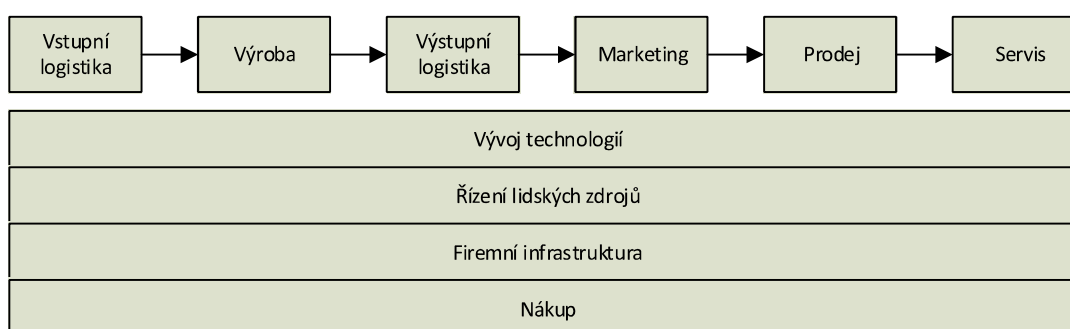 Vstupní
logistika
Výroba
Výstupní
logistika
Marketing
Prodej
Servis
Vývoj technologií
Řízení lidských zdrojů
Firemní infrastruktura
Nákup